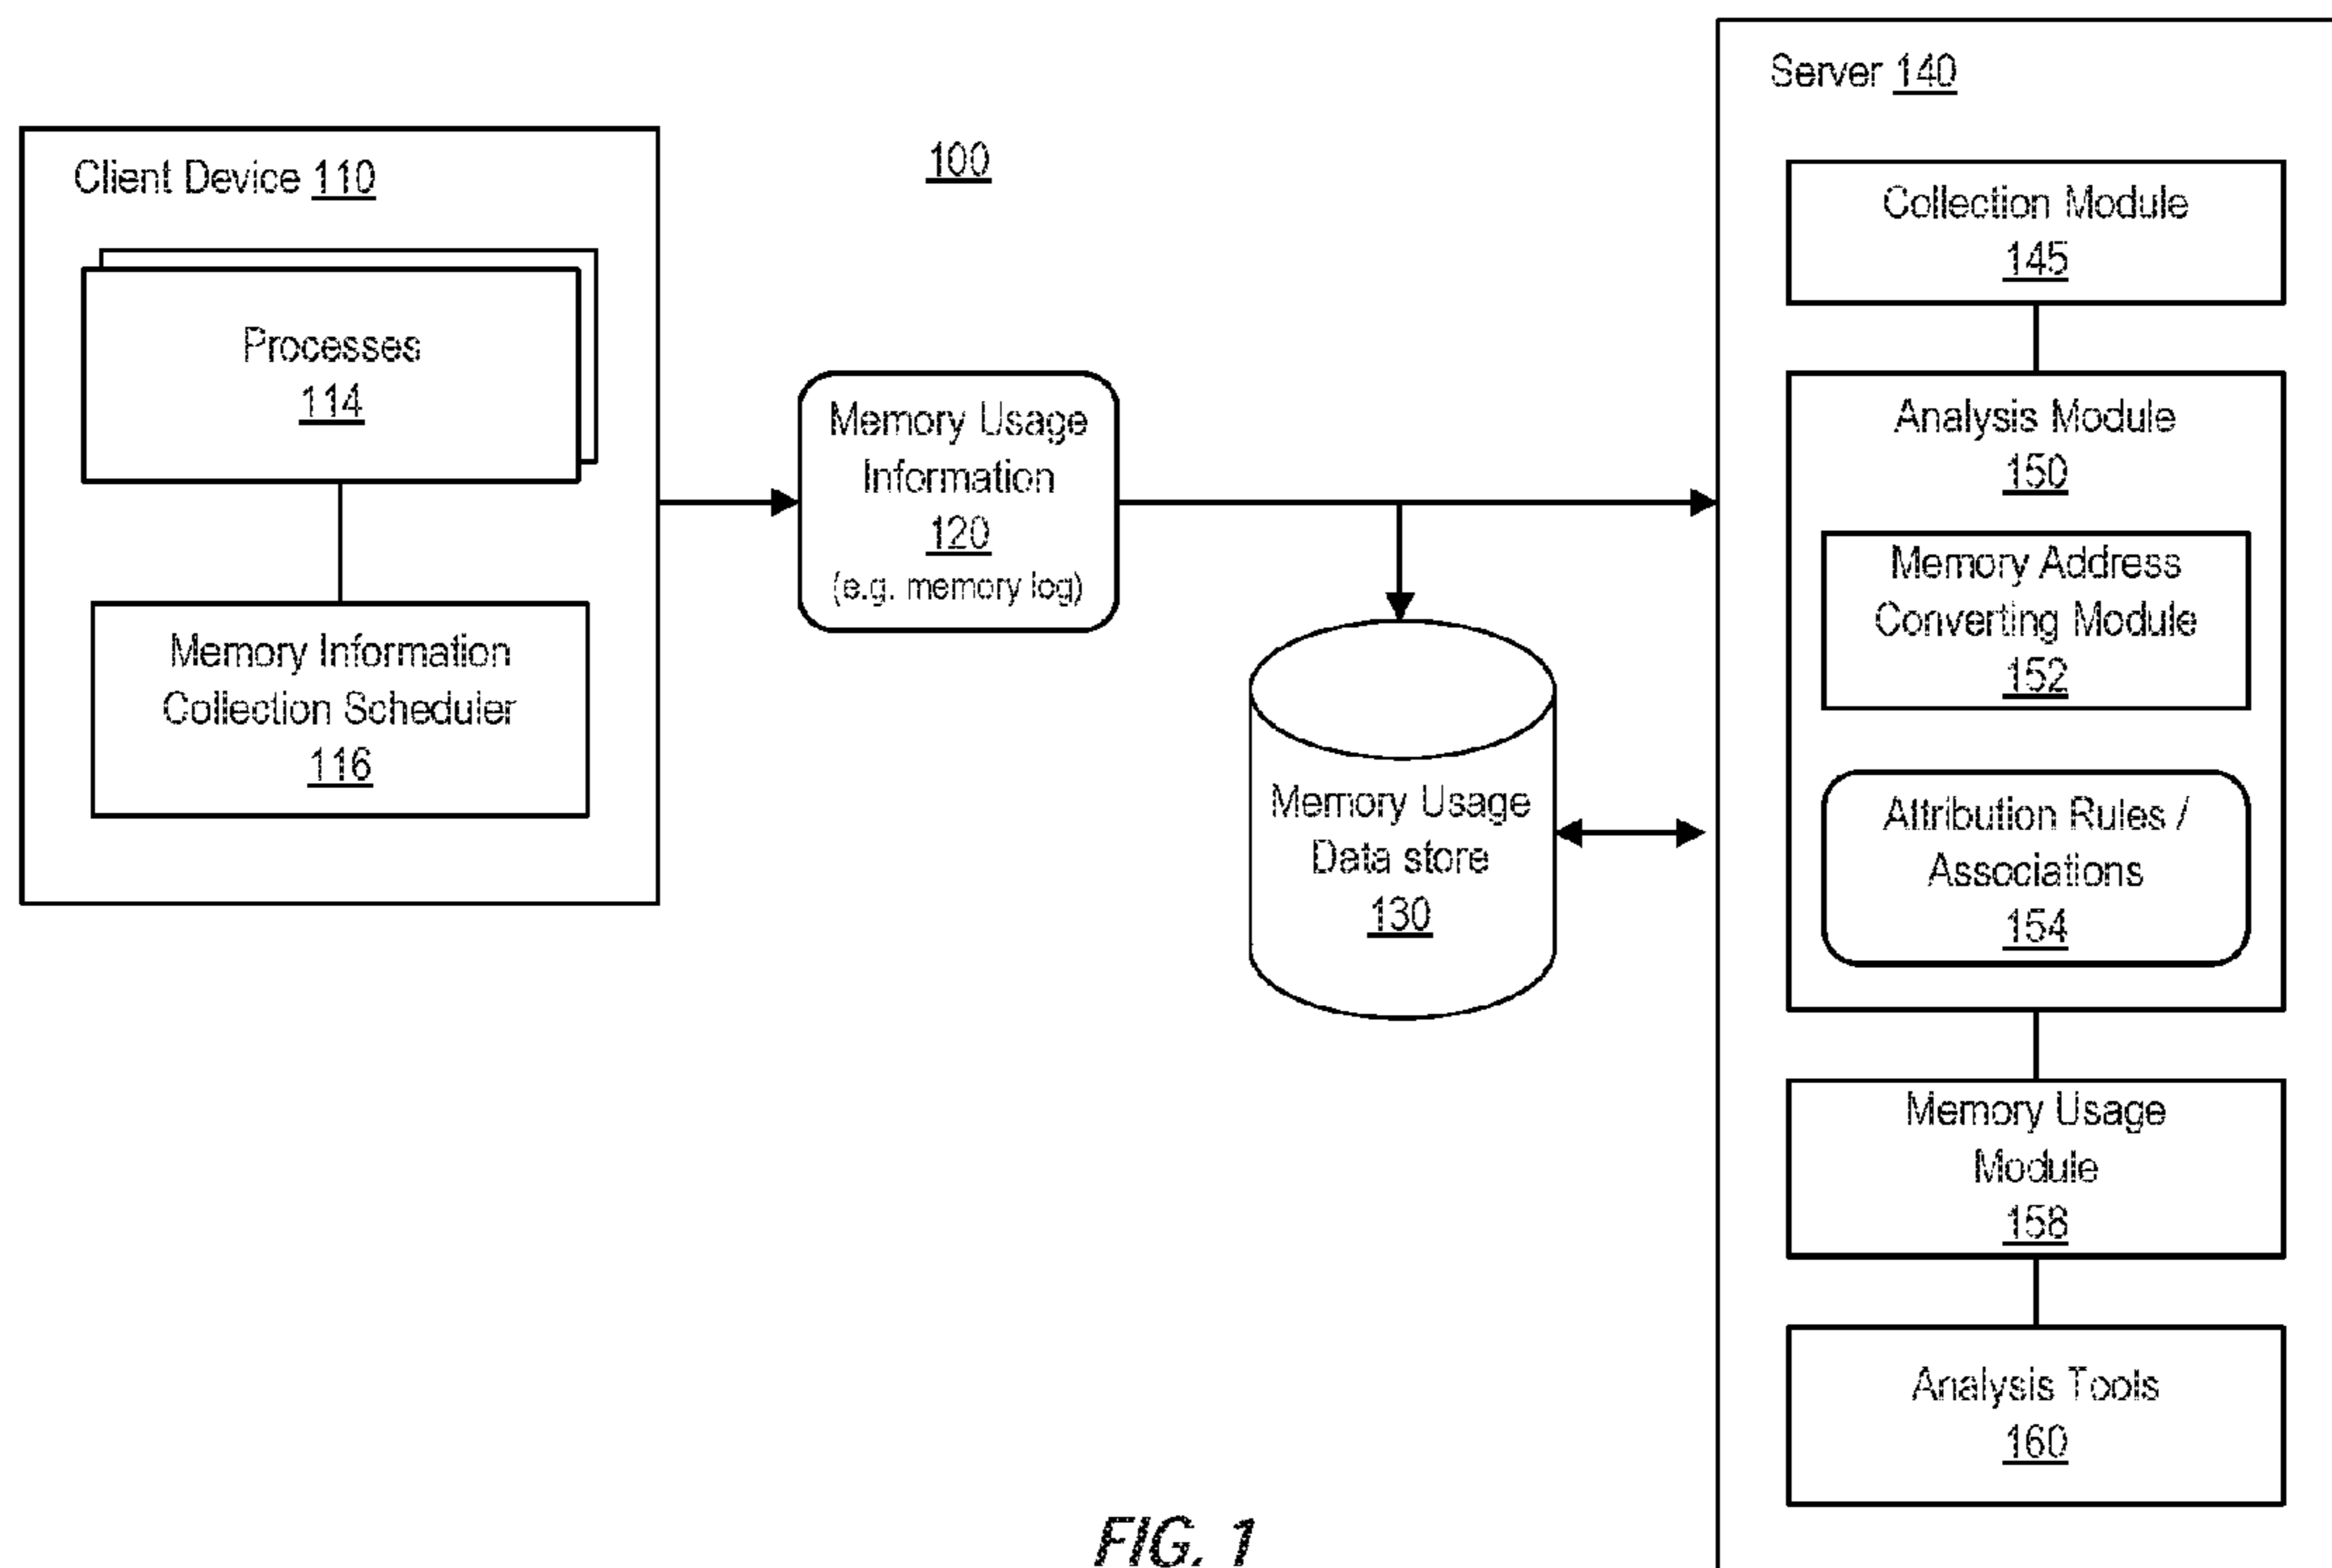 Client Device 110
Processes
114
Memory Information
Collection Scheduler
116
100
Memory Usage
Information
120
(e.g. memory log)
Memory Usage
Data store
130
Server 140
Collection Module
145
Analysis Module
150
Memory Address
Converting Module
152
Attribution Rules /
Associations
154
Memory Usage
Module
158
Analysis Tools
160
FIG. 1